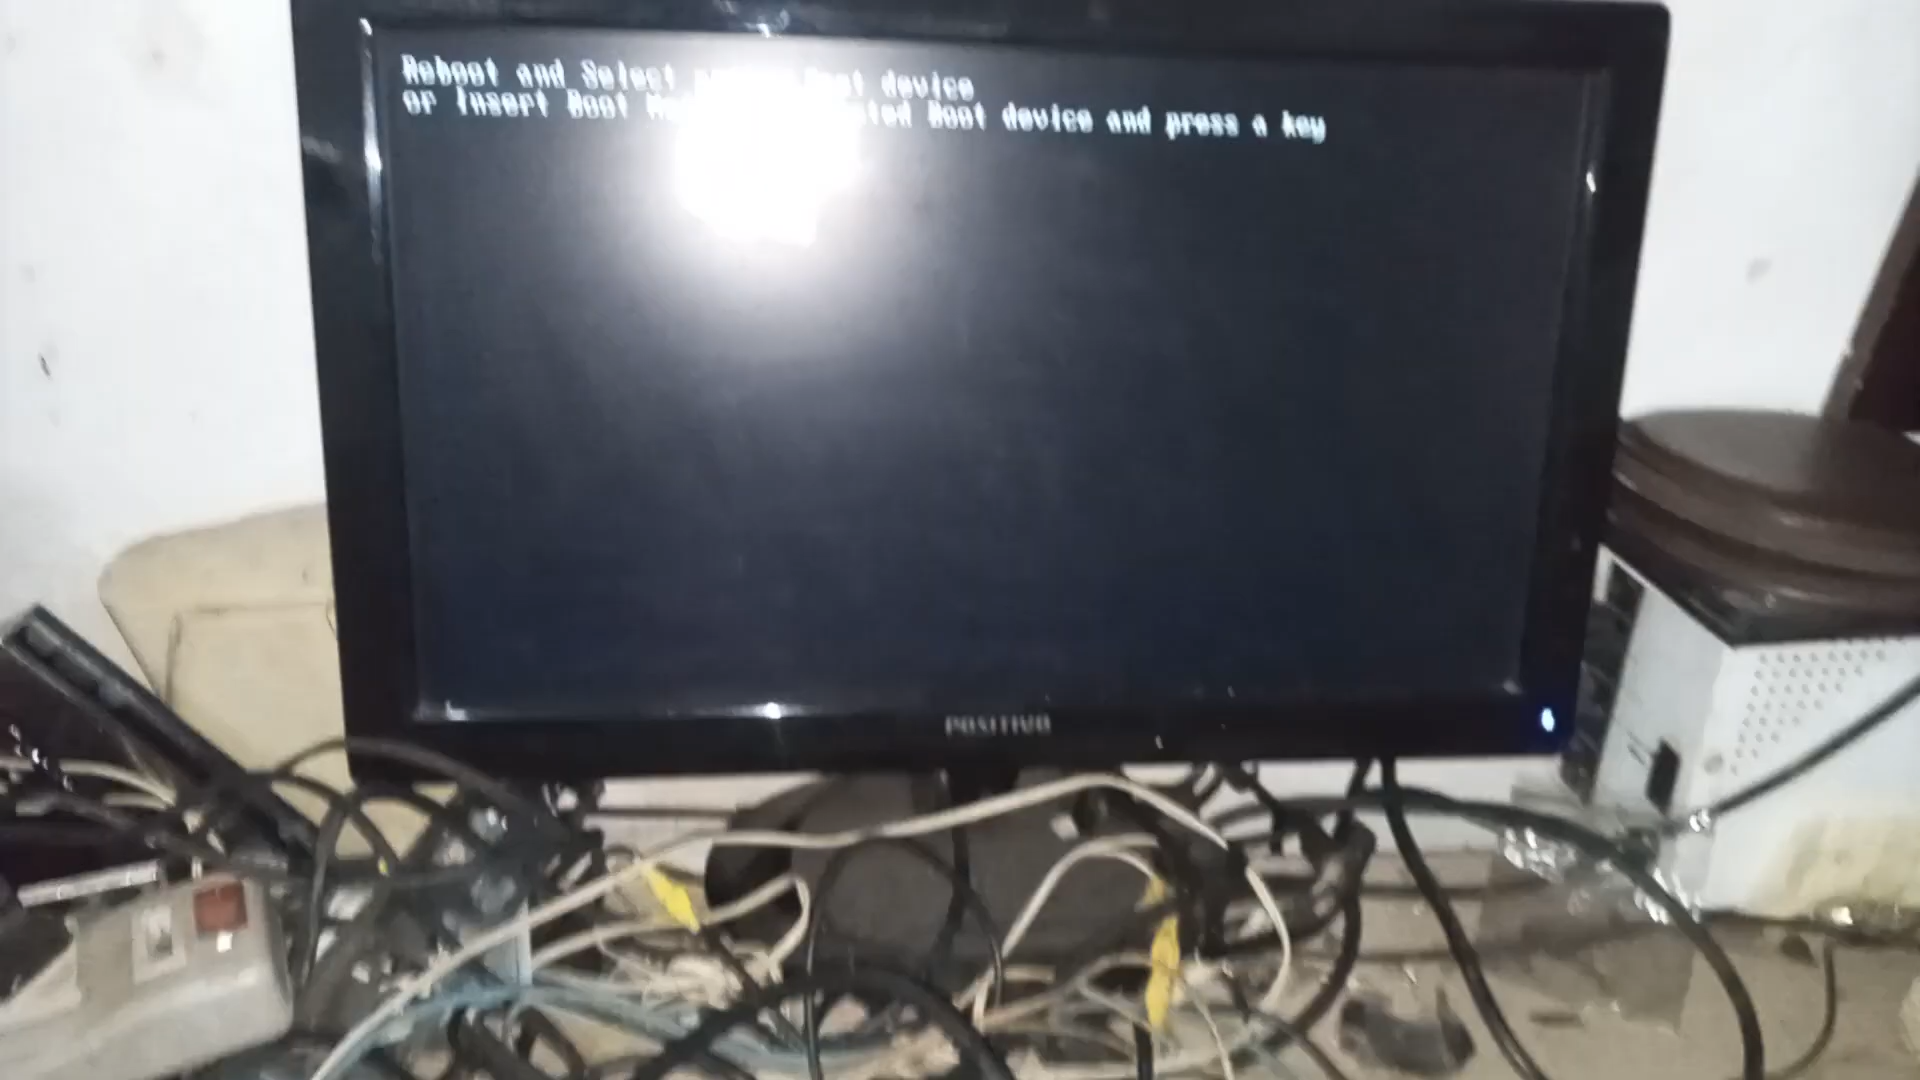 Reboot and Select Boot device
or Insert Boot Boot device and press a key
POSITIVO